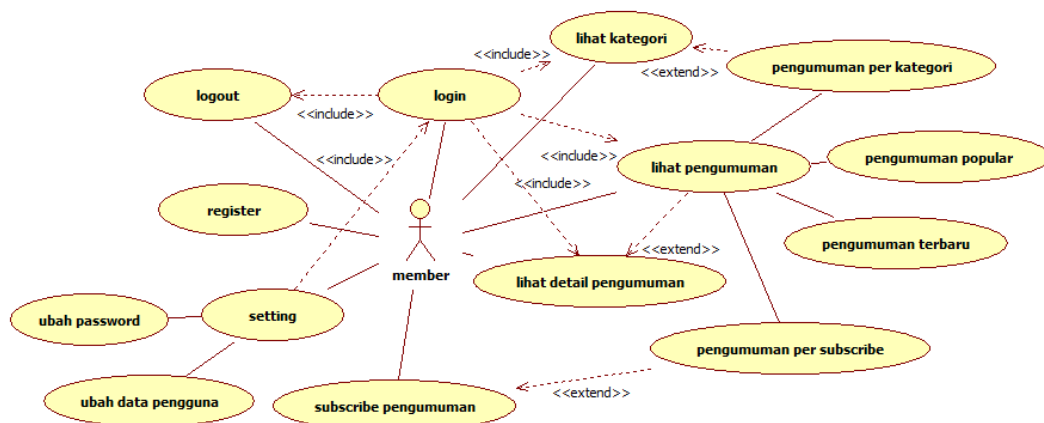 lihat kategori
<<include>>
<<extend>>
pengumuman per kategori
logout
login
<<include>>
<<include>>
<<include>>
lihat pengumuman
pengumuman popular
<<include>>
register
pengumuman terbaru
<<extend>>
member
lihat detail pengumuman
ubah password
setting
pengumuman per subscribe
ubah data pengguna
subscribe pengumuman
<<extend>>